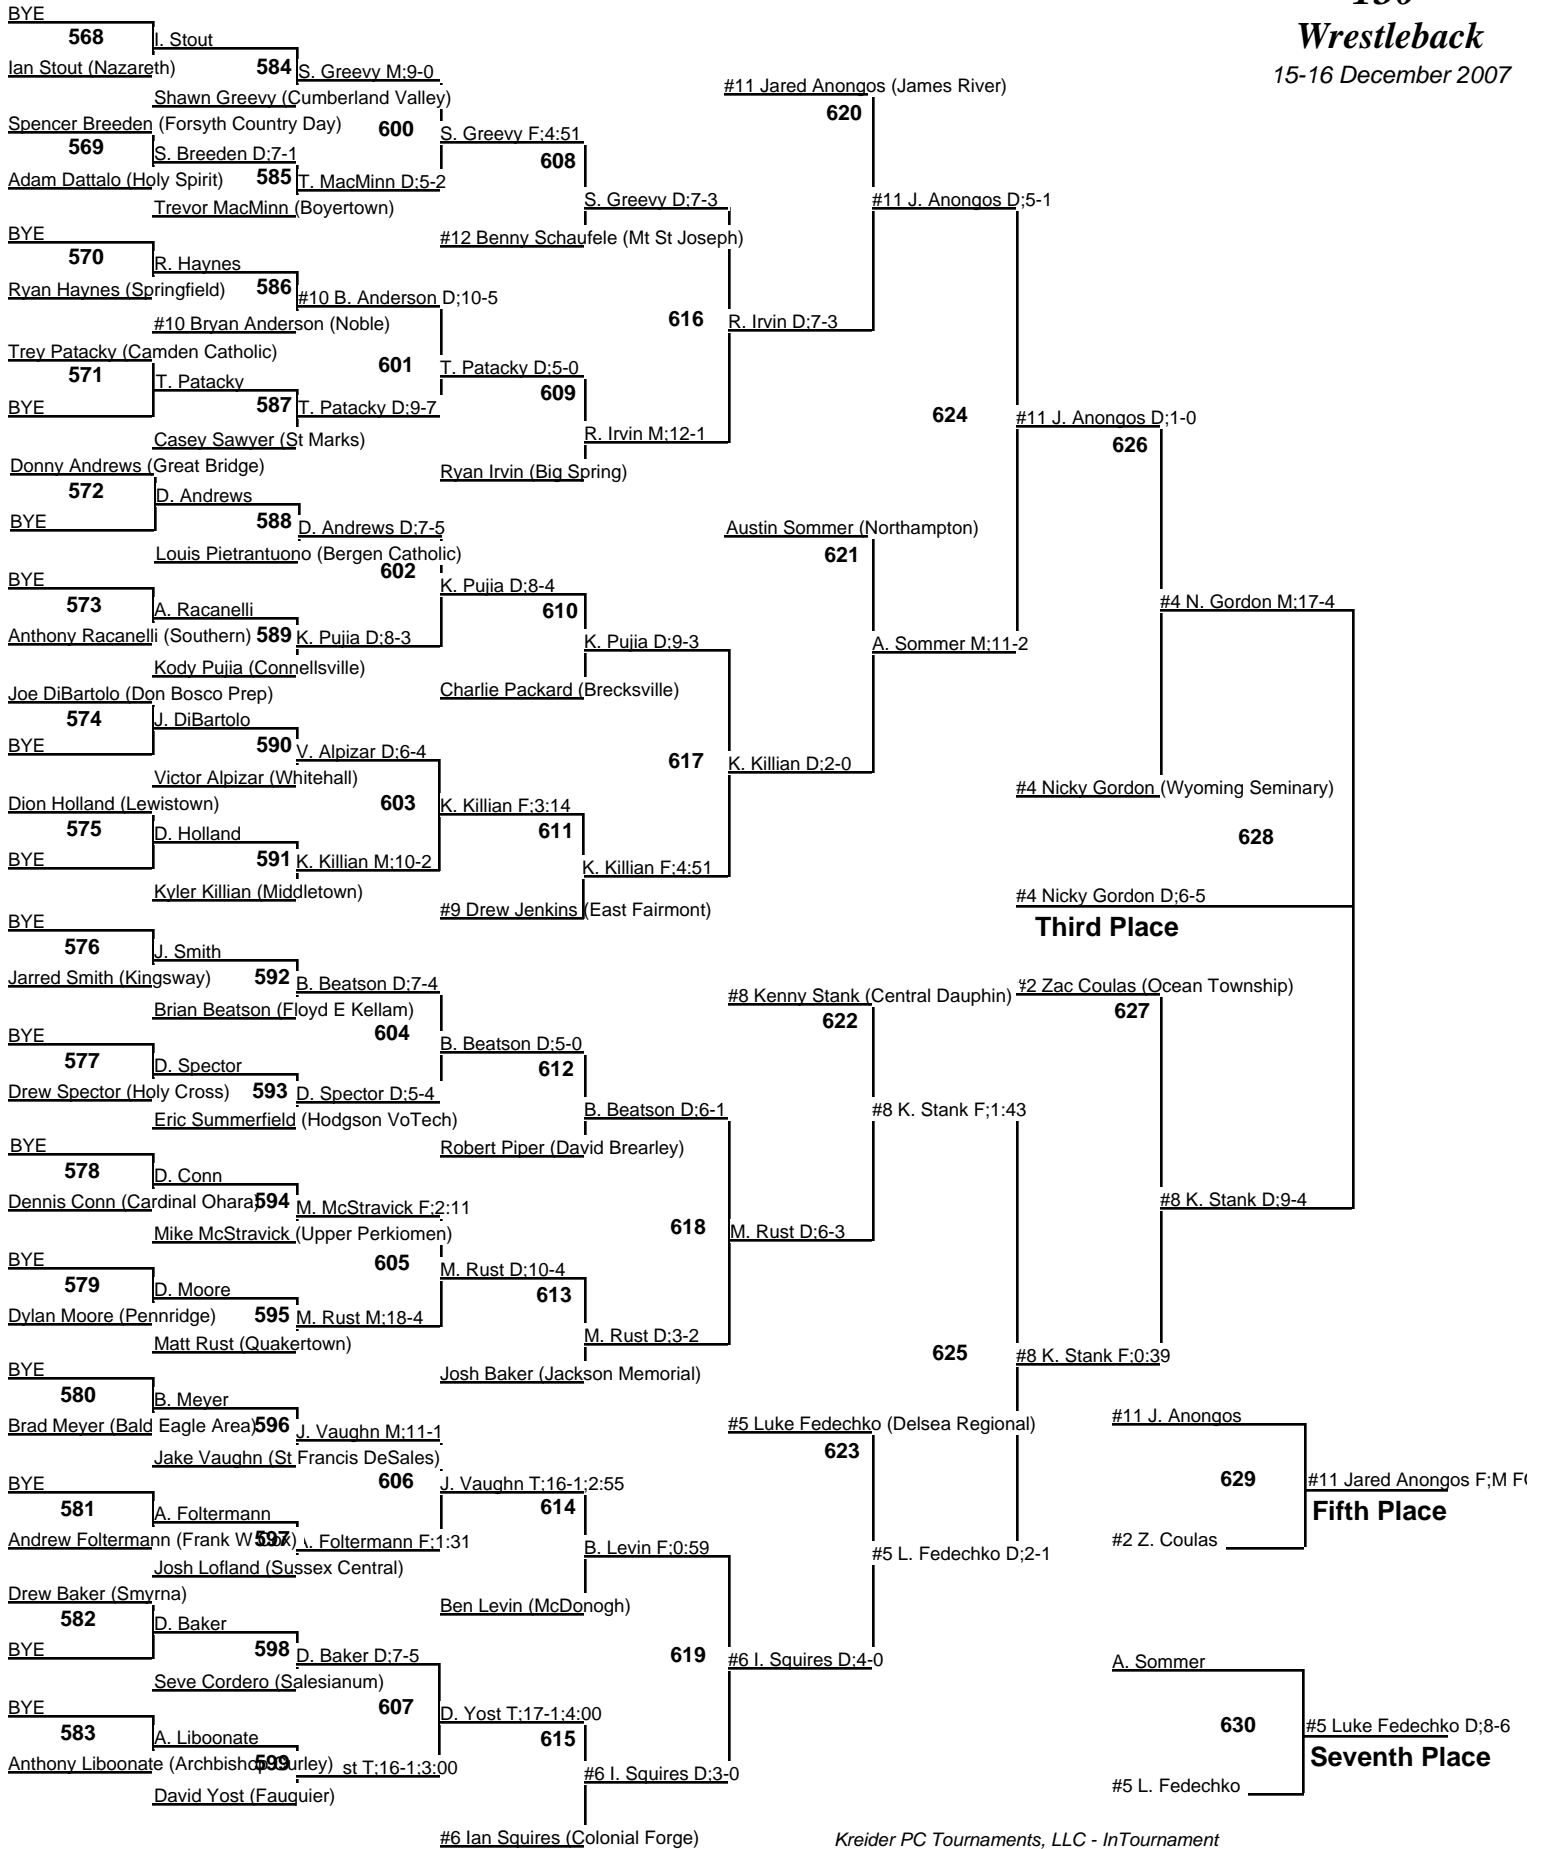 Wrestleback
15-16 December 2007
BYE
568
I. Stout
Ian Stout (Nazareth)
584
S. Greevy M;9-0
Shawn Greevy (Cumberland Valley)
Spencer Breeden (Forsyth Country Day)
600
S. Greevy F;4:51
569
S. Breeden D;7-1
Adam Dattalo (Holy Spirit)
585
T. MacMinn D;5-2
Trevor MacMinn (Boyertown)
608
S. Greevy D;7-3
#12 Benny Schaufele (Mt St Joseph)
BYE
570
R. Haynes
Ryan Haynes (Springfield)
586
#10 B. Anderson D;10-5
#10 Bryan Anderson (Noble)
616
R. Irvin D;7-3
Trey Patacky (Camden Catholic)
601
T. Patacky D;5-0
571
T. Patacky
BYE
587
T. Patacky D;9-7
Casey Sawyer (St Marks)
609
R. Irvin M;12-1
Ryan Irvin (Big Spring)
#11 Jared Anongos (James River)
620
#11 J. Anongos D;5-1
624
#11 J. Anongos D;1-0
626
Donny Andrews (Great Bridge)
572
D. Andrews
BYE
588
D. Andrews D;7-5
Louis Pietrantuono (Bergen Catholic)
602
K. Pujia D;8-4
BYE
573
A. Racanelli
Anthony Racanelli (Southern)
589
K. Pujia D;8-3
Kody Pujia (Connellsville)
610
K. Pujia D;9-3
Charlie Packard (Brecksville)
Austin Sommer (Northampton)
621
A. Sommer M;11-2
#4 N. Gordon M;17-4
Joe DiBartolo (Don Bosco Prep)
574
J. DiBartolo
BYE
590
V. Alpizar D;6-4
Victor Alpizar (Whitehall)
617
K. Killian D;2-0
Dion Holland (Lewistown)
603
K. Killian F;3:14
575
D. Holland
BYE
591
K. Killian M;10-2
Kyler Killian (Middletown)
611
K. Killian F;4:51
#9 Drew Jenkins (East Fairmont)
#4 Nicky Gordon (Wyoming Seminary)
628
#4 Nicky Gordon D;6-5
Third Place
BYE
576
J. Smith
Jarred Smith (Kingsway)
592
B. Beatson D;7-4
Brian Beatson (Floyd E Kellam)
604
B. Beatson D;5-0
BYE
577
D. Spector
Drew Spector (Holy Cross)
593
D. Spector D;5-4
Eric Summerfield (Hodgson VoTech)
612
B. Beatson D;6-1
Robert Piper (David Brearley)
#8 Kenny Stank (Central Dauphin)
622
#8 K. Stank F;1:43
#2 Zac Coulas (Ocean Township)
627
#8 K. Stank D;9-4
BYE
578
D. Conn
Dennis Conn (Cardinal Ohara)
594
M. McStravick F;2:11
Mike McStravick (Upper Perkiomen)
618
M. Rust D;6-3
605
M. Rust D;10-4
BYE
579
D. Moore
Dylan Moore (Pennridge)
595
M. Rust M;18-4
Matt Rust (Quakertown)
613
M. Rust D;3-2
Josh Baker (Jackson Memorial)
625
#8 K. Stank F;0:39
BYE
580
B. Meyer
Brad Meyer (Bald Eagle Area)
596
J. Vaughn M;11-1
Jake Vaughn (St Francis DeSales)
606
J. Vaughn T;16-1;2:55
BYE
581
A. Foltermann
Andrew Foltermann (Frank W Cox)
597
A. Foltermann F;1:31
Josh Lofland (Sussex Central)
614
B. Levin F;0:59
Ben Levin (McDonogh)
#5 Luke Fedechko (Delsea Regional)
623
#5 L. Fedechko D;2-1
#11 J. Anongos
629
#11 Jared Anongos F;M
Fifth Place
#2 Z. Coulas
Drew Baker (Smyrna)
582
D. Baker
BYE
598
D. Baker D;7-5
Seve Cordero (Salesianum)
619
#6 I. Squires D;4-0
607
D. Yost T;17-1;4:00
BYE
583
A. Liboonate
Anthony Liboonate (Archbishop Curley)
599
st T;16-1;3:00
David Yost (Fauquier)
615
#6 I. Squires D;3-0
#6 Ian Squires (Colonial Forge)
A. Sommer
630
#5 Luke Fedechko D;8-6
Seventh Place
#5 L. Fedechko
Kreider PC Tournaments, LLC - InTournament